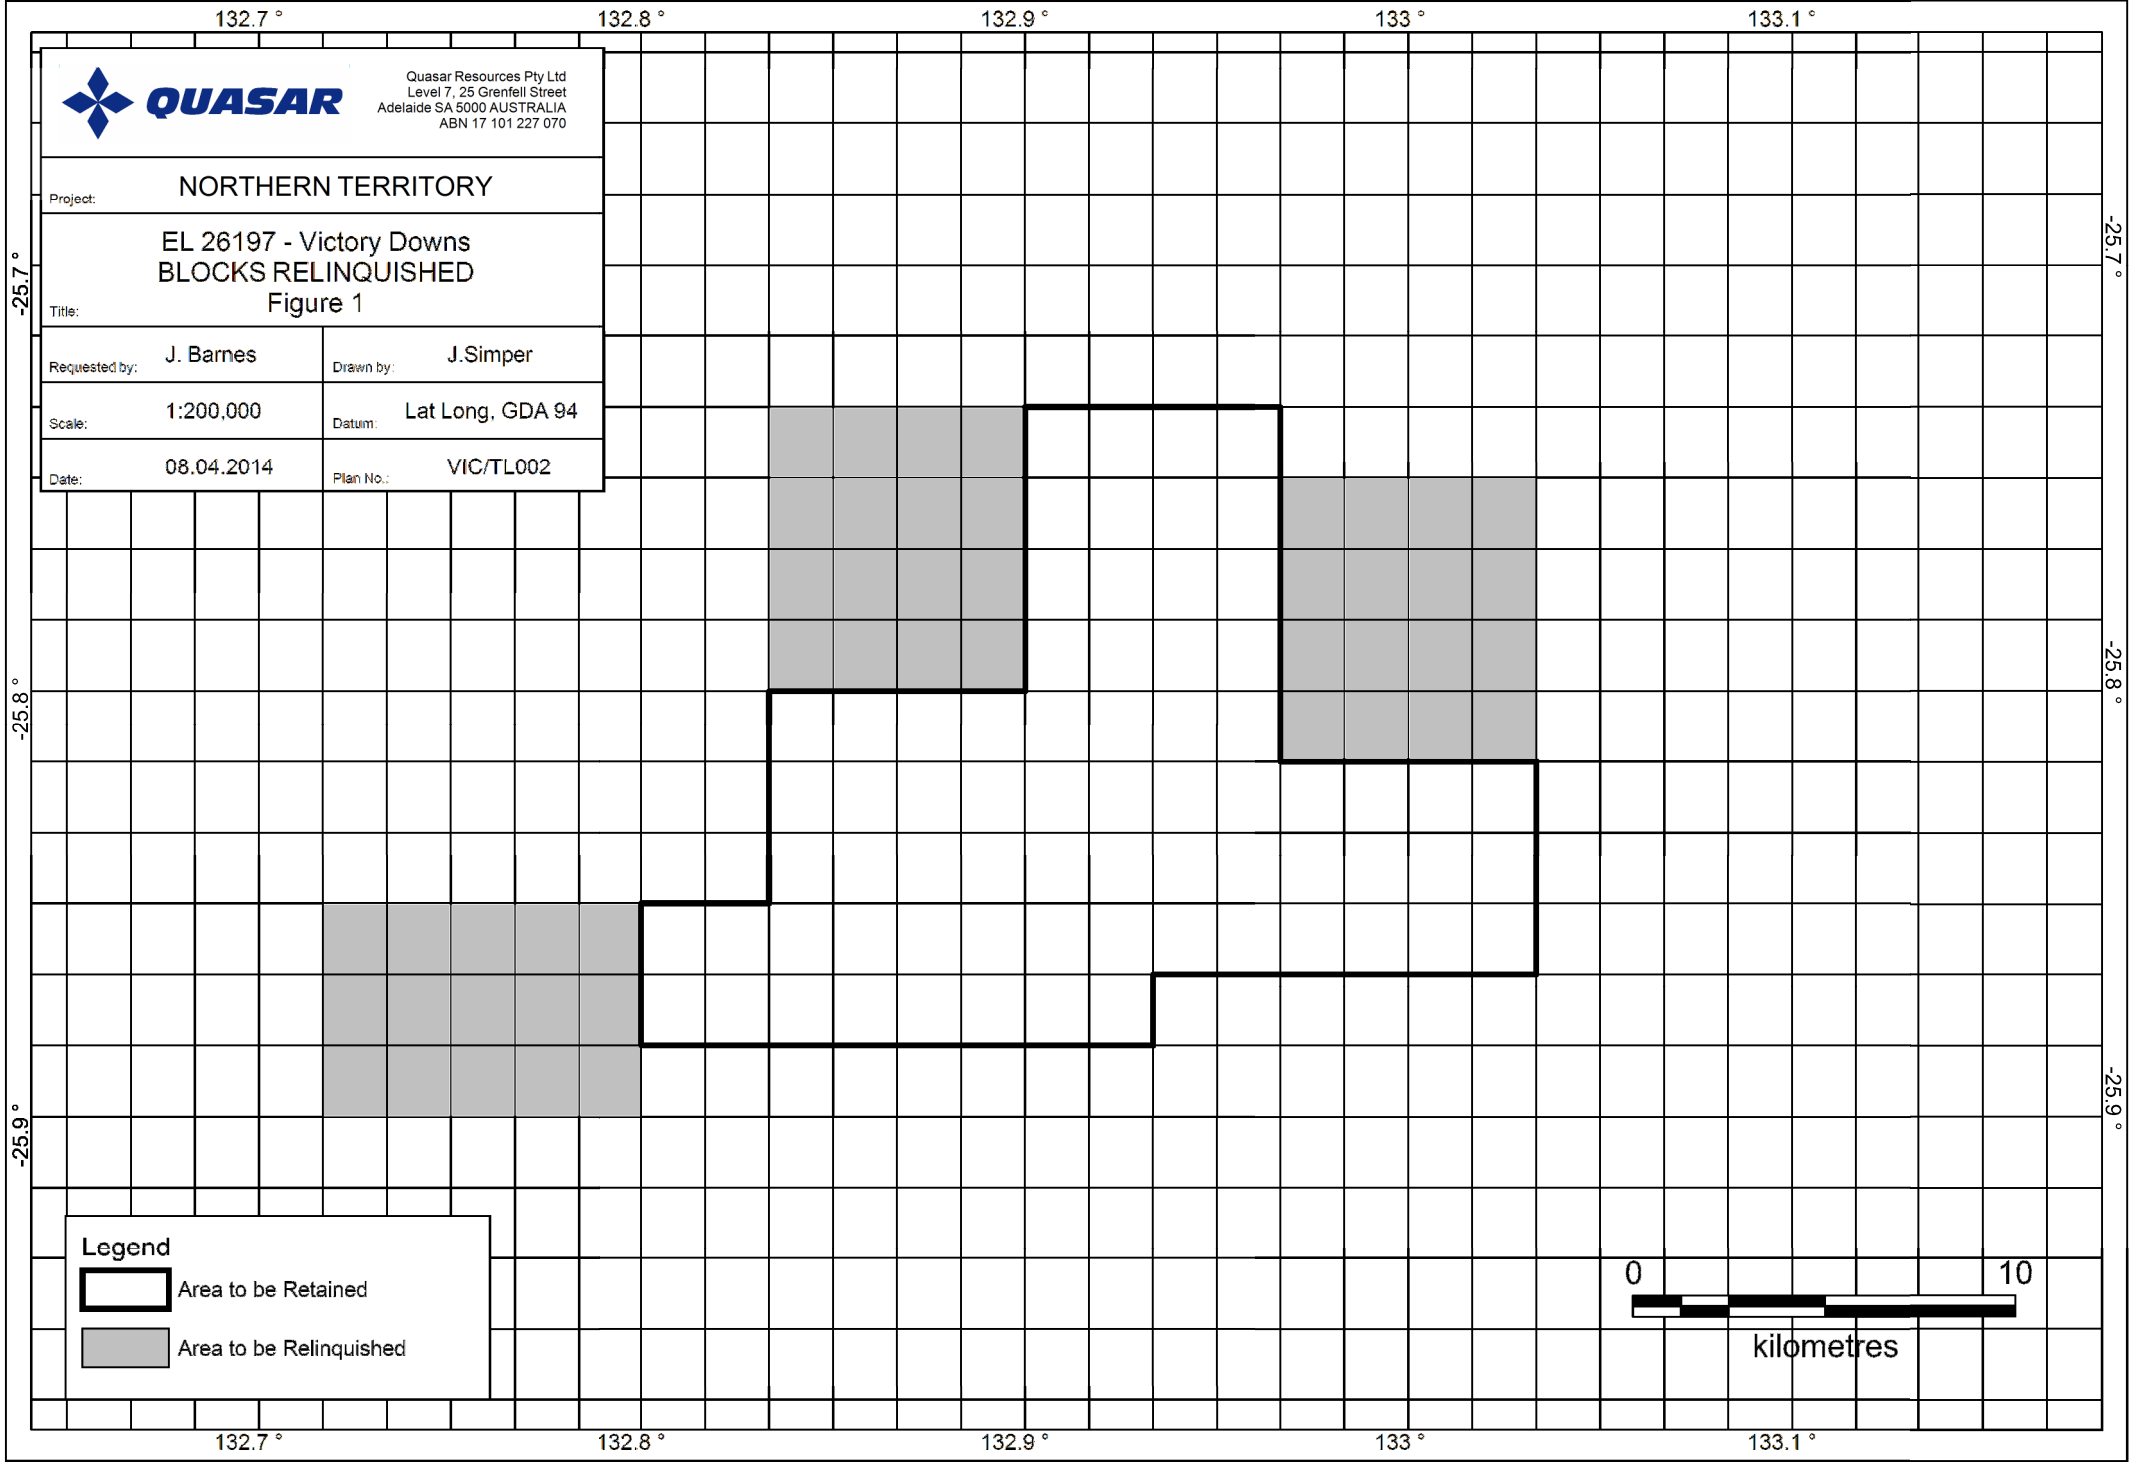 132.7 °
132.8 °
132.9 °
133 °
133.1 °
QUASAR
Quasar Resources Pty Ltd
Level 7, 25 Grenfell Street
Adelaide SA 5000 AUSTRALIA
ABN 17 101 227 070
Project: NORTHERN TERRITORY
EL 26197 - Victory Downs
BLOCKS RELINQUISHED
Title: Figure 1
Requested by: J. Barnes
Drawn by: J.Simper
Scale: 1:200,000
Datum: Lat Long, GDA 94
Date: 08.04.2014
Plan No.: VIC/TL002
-25.7 °
-25.7 °
-25.8 °
-25.8 °
-25.9 °
-25.9 °
Legend
Area to be Retained
Area to be Relinquished
0 10
kilometres
132.7 °
132.8 °
132.9 °
133 °
133.1 °